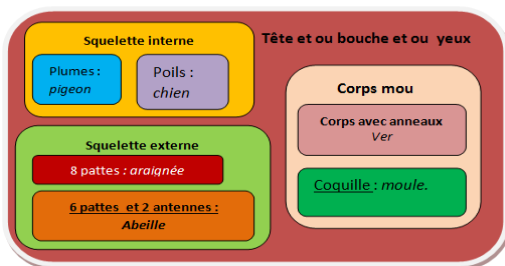 Squelette interne
Tête et ou bouche et ou yeux
Plumes :
pigeon
Poils :
chien
Corps mou
Corps avec anneaux
Ver
Coquille : moule.
Squelette externe
8 pattes : araignée
6 pattes et 2 antennes :
Abeille